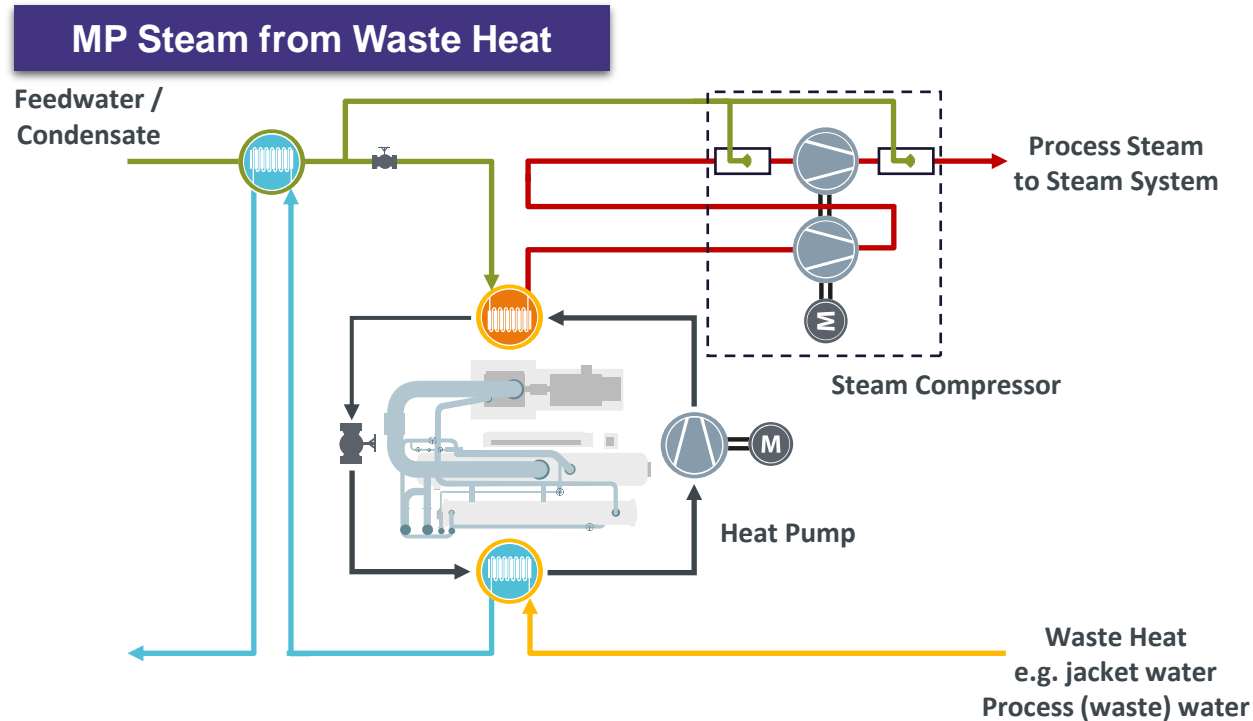 MP Steam from Waste Heat
Feedwater /
Condensate
Process Steam
to Steam System
M
Steam Compressor
M
Heat Pump
Waste Heat
e.g. jacket water
Process (waste) water